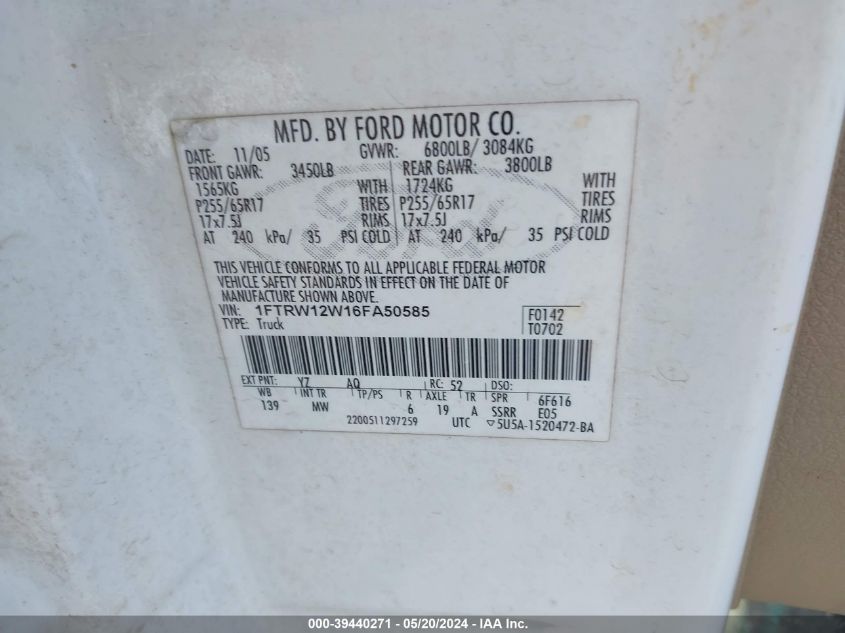 MFD. BY FORD MOTOR CO.
DATE: 11/05 GVWR: 6800LB/ 3084KG
FRONT GAWR: 3450LB REAR GAWR: 3800LB
1565KG WITH 1724KG WITH
P255/65R17 TIRES P255/65R17 TIRES
17x7.5J RIMS 17x7.5J RIMS
AT 240 kPa/ 35 PSI COLD AT 240 kPa/ 35 PSI COLD
THIS VEHICLE CONFORMS TO ALL APPLICABLE FEDERAL MOTOR
VEHICLE SAFETY STANDARDS IN EFFECT ON THE DATE OF
MANUFACTURE SHOWN ABOVE.
VIN: 1FTRW12W16FA50585 F0142
TYPE: Truck T0702
EXT PNT: YZ AQ RC: 52 DSO:
WB INT TR TP/PS R AXLE TR SPR 6F616
139 MW 6 19 A SSRR E05
2200511297259 UTC ▽5U5A-1520472-BA
000-39440271 - 05/20/2024 - IAA Inc.